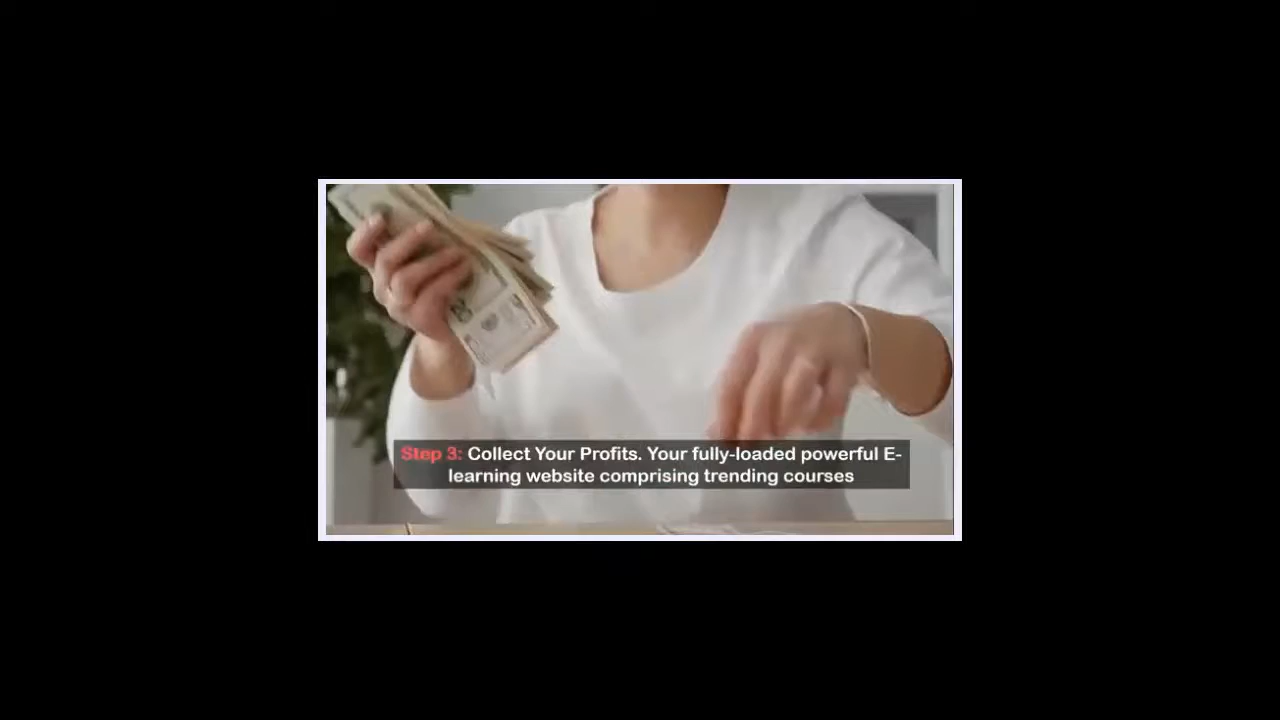 Step 3: Collect Your Profits. Your fully-loaded powerful E-
learning website comprising trending courses